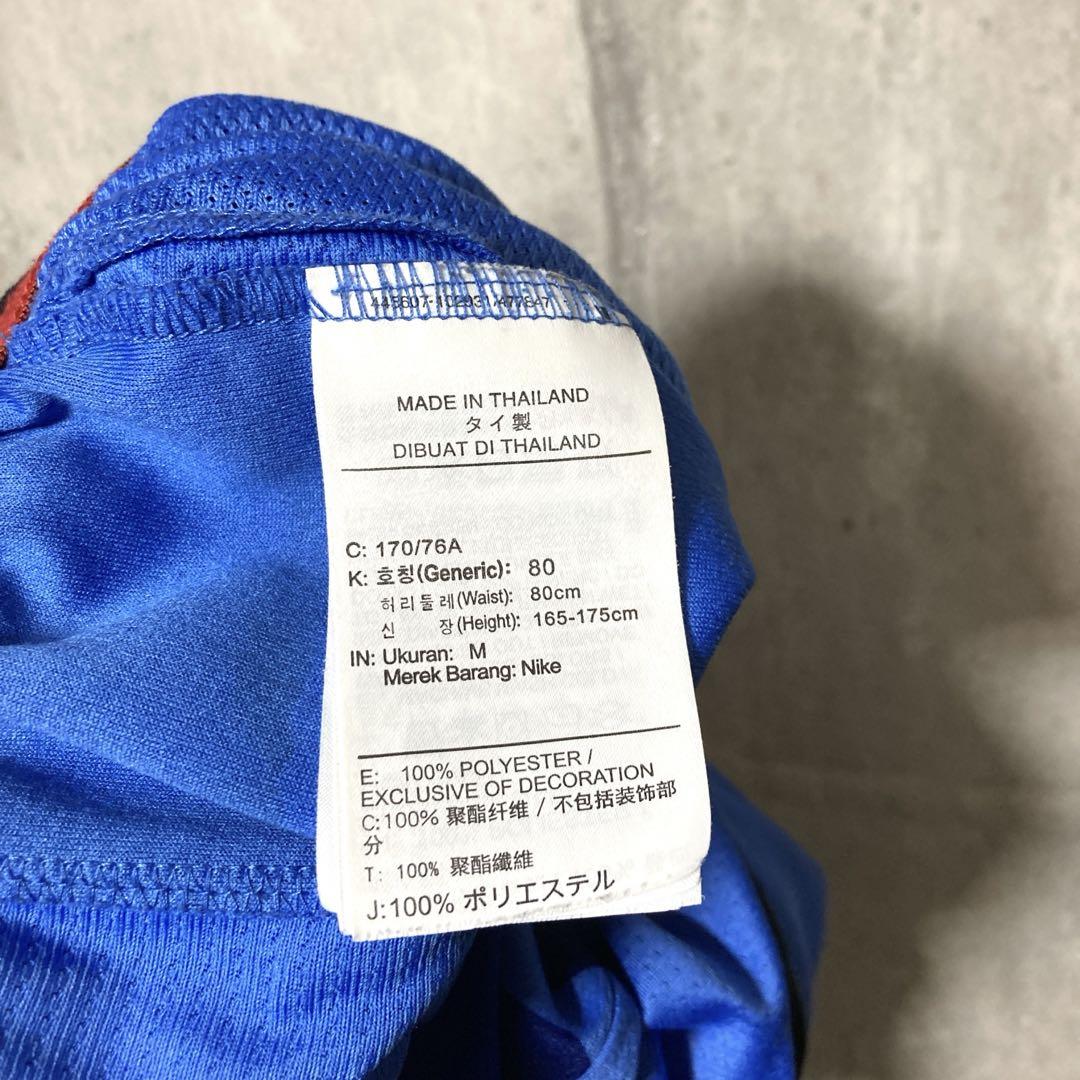 MADE IN THAILAND
タイ製
DIBUAT DI THAILAND
C: 170/76A
K: 호칭(Generic): 80
허리둘레(Waist): 80cm
신 장(Height): 165-175cm
IN: Ukuran: M
Merek Barang: Nike
E: 100% POLYESTER /
EXCLUSIVE OF DECORATION
C:100% 聚酯纤维 / 不包括装饰部
分
T: 100% 聚酯纖維
J:100% ポリエステル